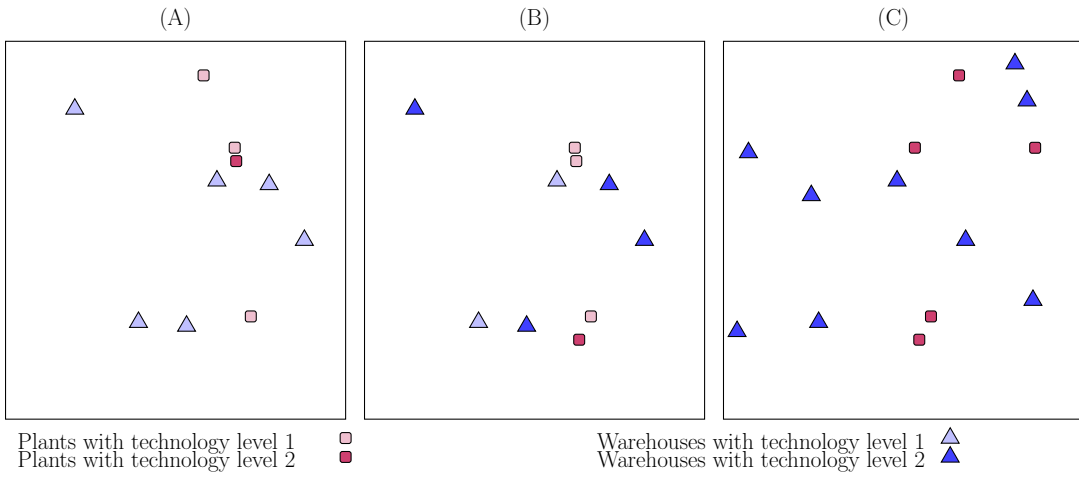 (A) (B) (C)
Plants with technology level 1 Warehouses with technology level 1
Plants with technology level 2 Warehouses with technology level 2